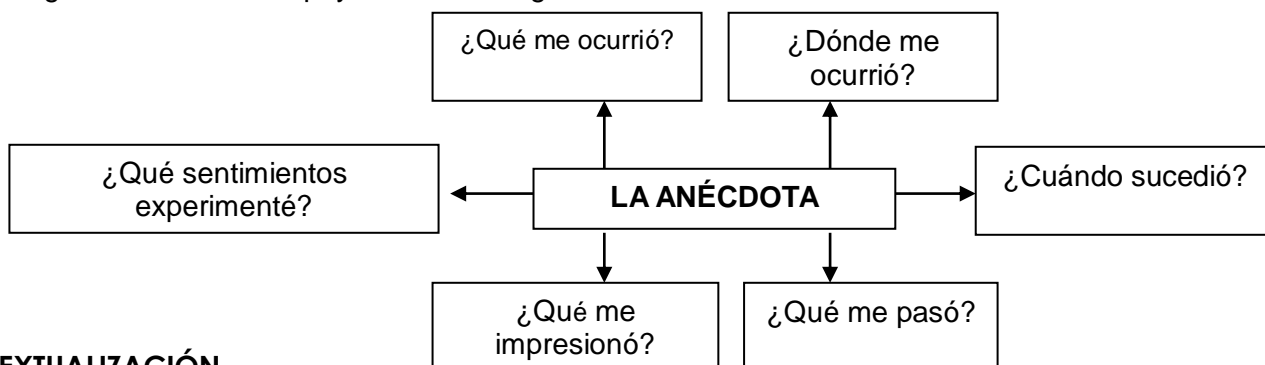 ¿Qué me ocurrió?
¿Dónde me
ocurrió?
¿Qué sentimientos
experimenté?
LA ANÉCDOTA
¿Cuándo sucedió?
¿Qué me
impresionó?
¿Qué me pasó?